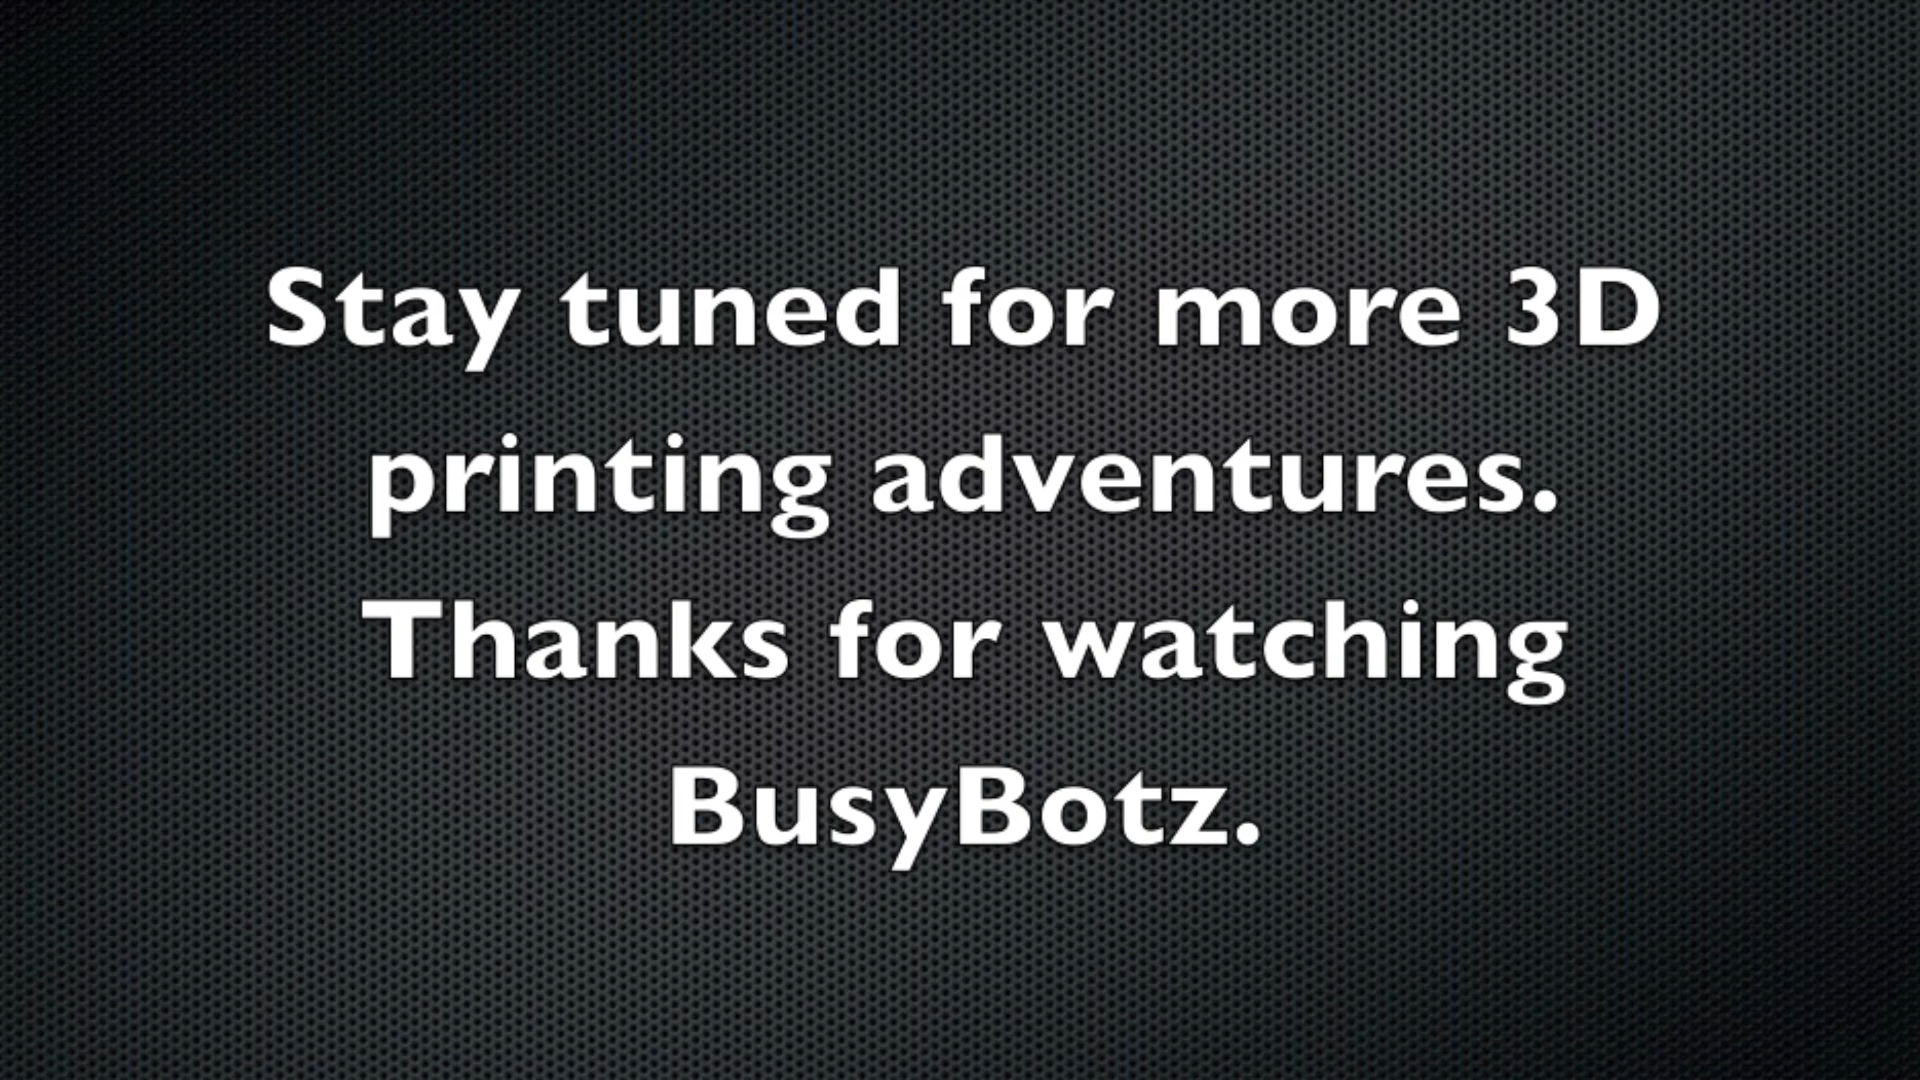 Stay tuned for more 3D
printing adventures.
Thanks for watching
BusyBotz.